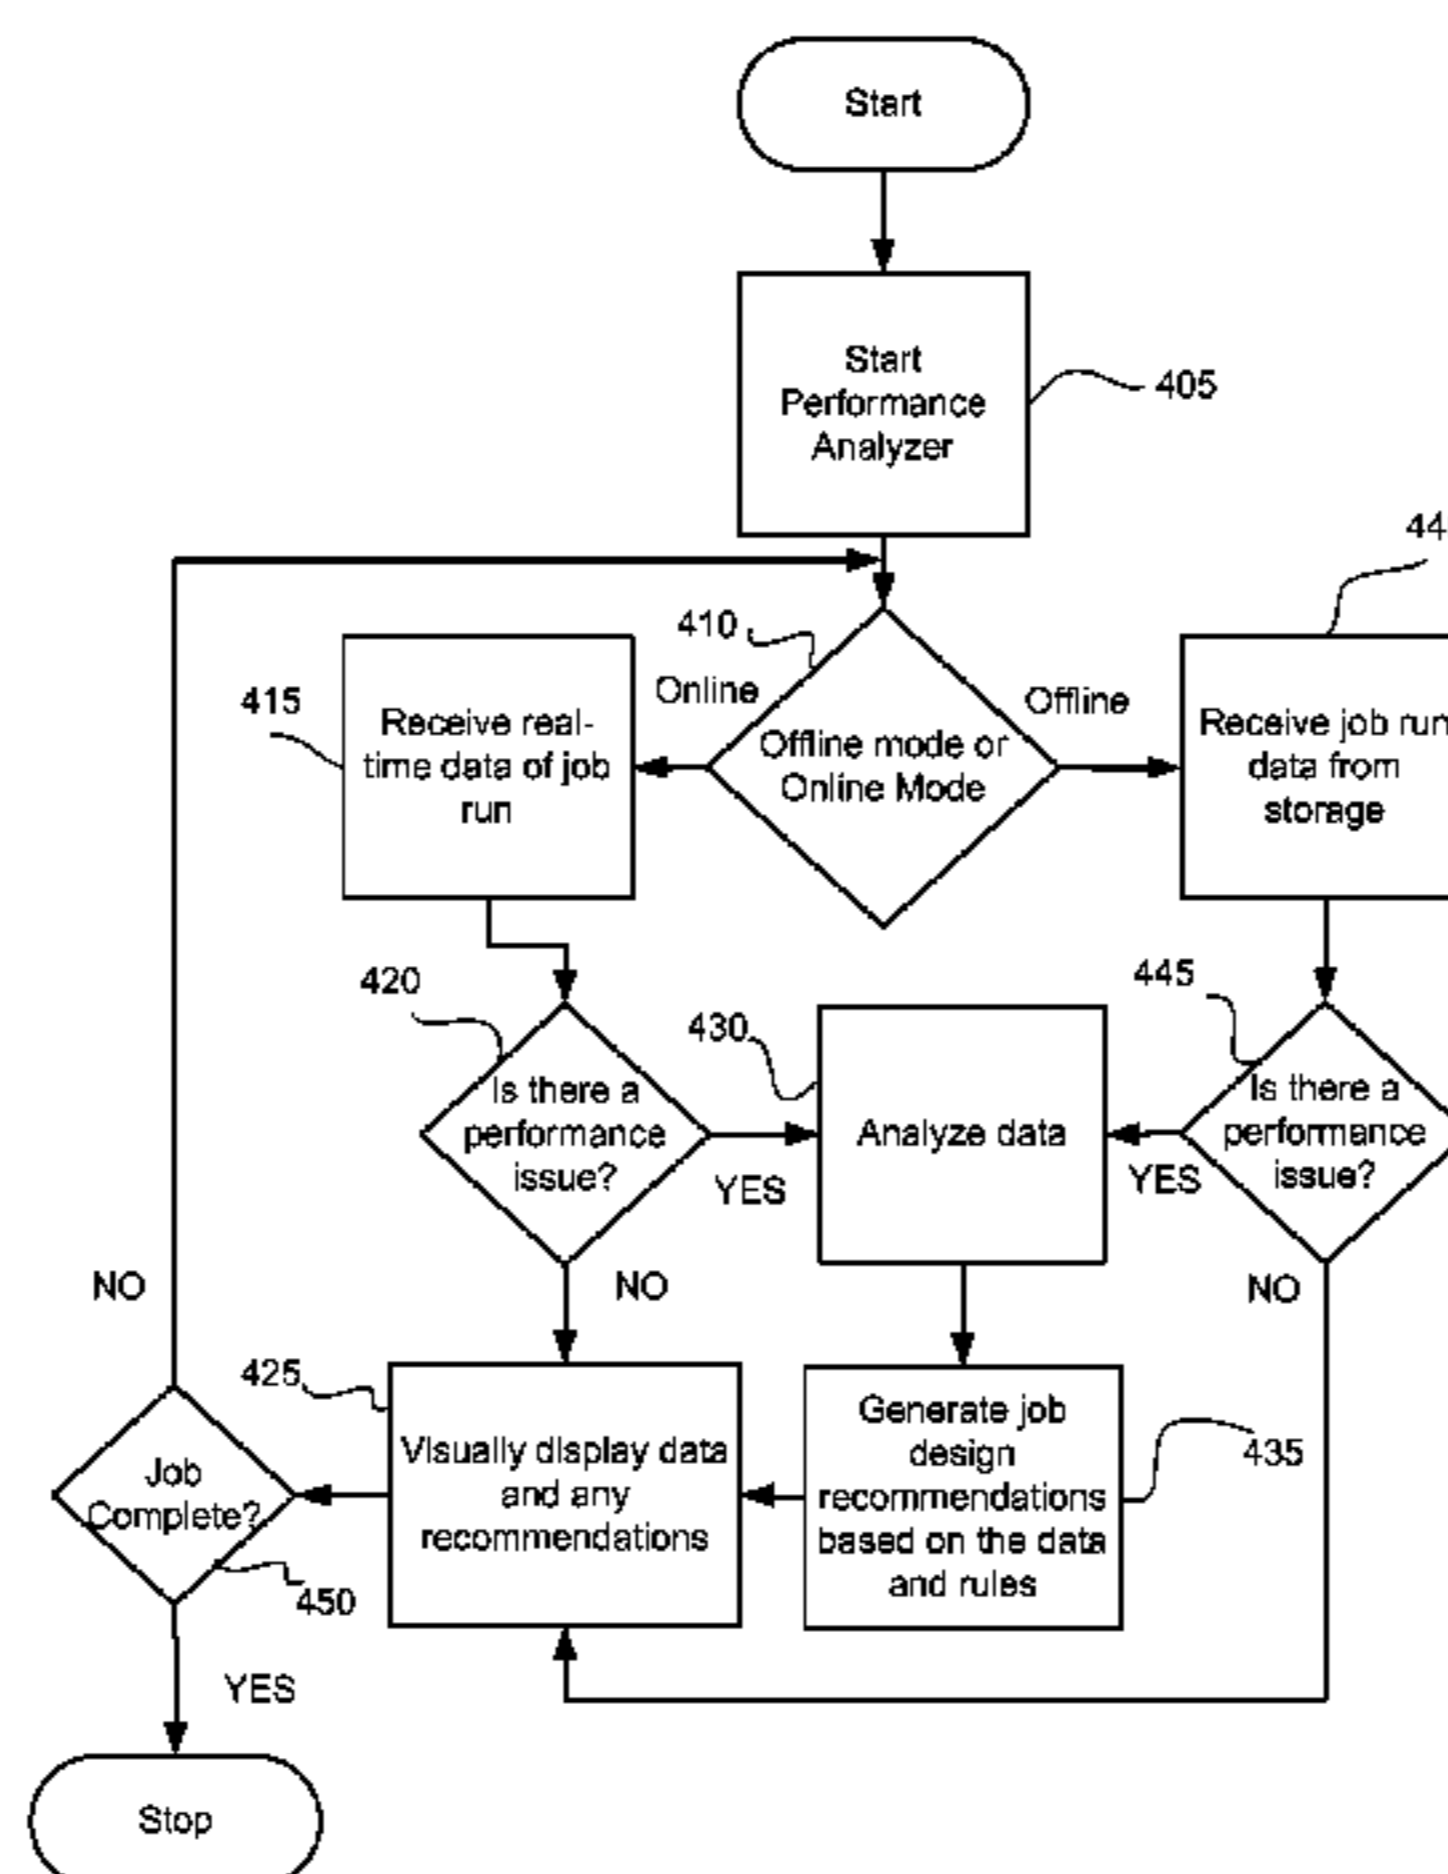 Start
Start
Performance
Analyzer
405
44
410
Online
Offline
415
Receive real-
time data of job
run
Offline mode or
Online Mode
Receive job run
data from
storage
420
430
445
Is there a
performance
issue?
YES
Analyze data
YES
Is there a
performance
issue?
NO
NO
NO
425
Visually display data
and any
recommendations
Generate job
design
recommendations
based on the data
and rules
435
Job
Complete?
450
YES
Stop